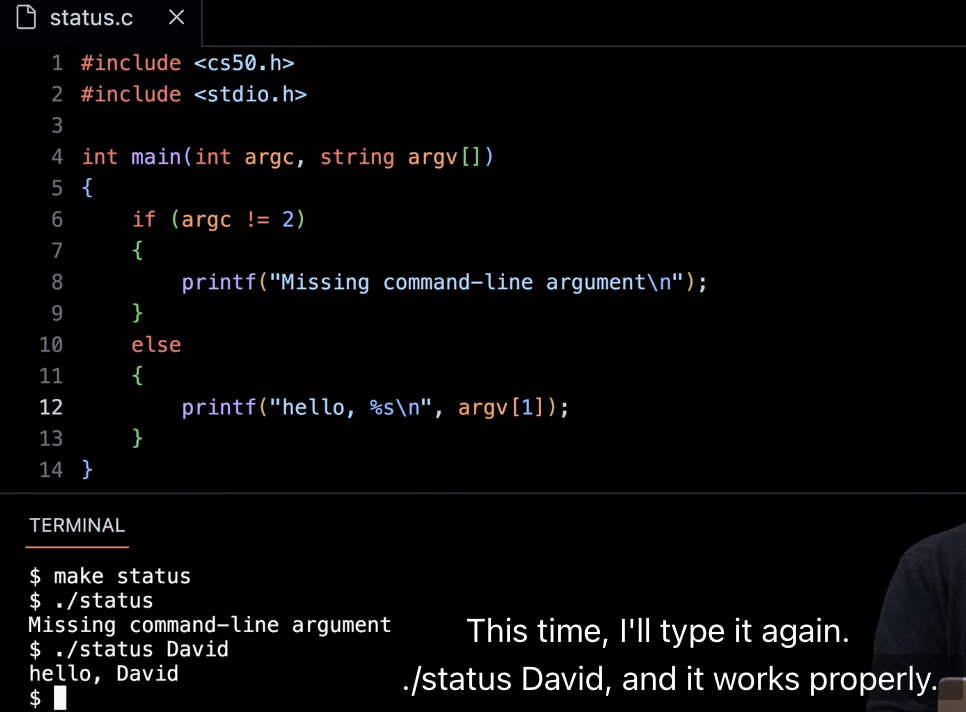 status.c ×
1 #include <cs50.h>
2 #include <stdio.h>
3
4 int main(int argc, string argv[])
5 {
6     if (argc != 2)
7     {
8         printf("Missing command-line argument\n");
9     }
10     else
11     {
12         printf("hello, %s\n", argv[1]);
13     }
14 }
TERMINAL
$ make status
$ ./status
Missing command-line argument
$ ./status David
hello, David
$
This time, I'll type it again.
./status David, and it works properly.